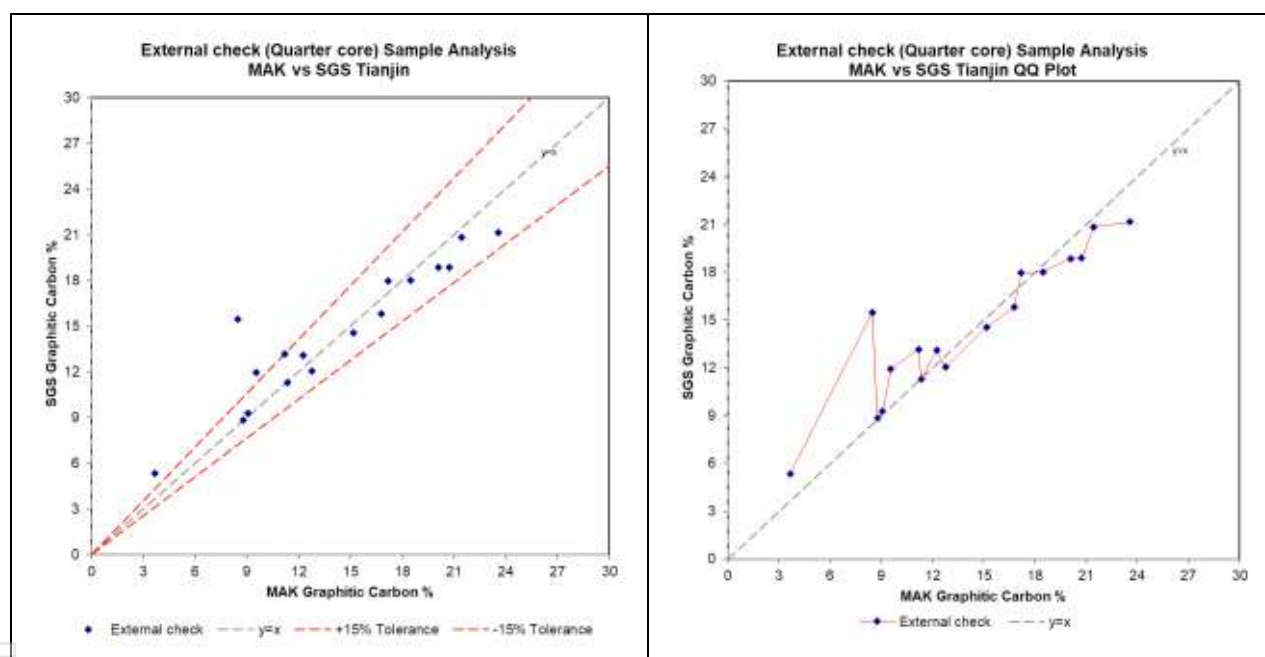 External check (Quarter core) Sample Analysis
MAK vs SGS Tianjin
30
27
24
21
18
15
12
9
6
3
0
SGS Graphitic Carbon %
y=x
0 3 6 9 12 15 18 21 24 27 30
MAK Graphitic Carbon %
External check y=x +15% Tolerance -15% Tolerance
External check (Quarter core) Sample Analysis
MAK vs SGS Tianjin QQ Plot
30
27
24
21
18
15
12
9
6
3
0
SGS Graphitic Carbon %
y=x
0 3 6 9 12 15 18 21 24 27 30
MAK Graphitic Carbon %
External check y=x